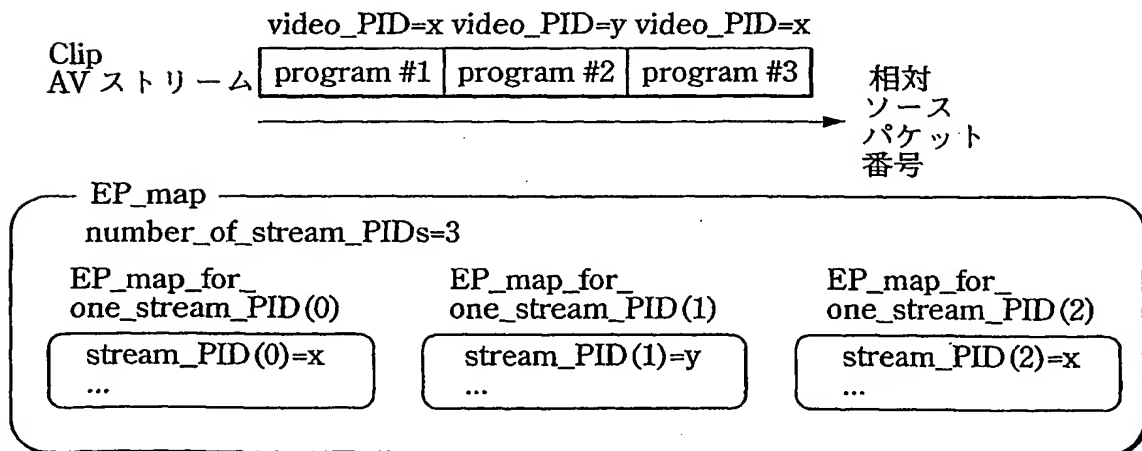 video_PID=x video_PID=y video_PID=x
Clip
AVストリーム
program #1 program #2 program #3
相対
ソース
パケット
番号
EP_map
number_of_stream_PIDs=3
EP_map_for_
one_stream_PID(0)
EP_map_for_
one_stream_PID(1)
EP_map_for_
one_stream_PID(2)
stream_PID(0)=x
...
stream_PID(1)=y
...
stream_PID(2)=x
...